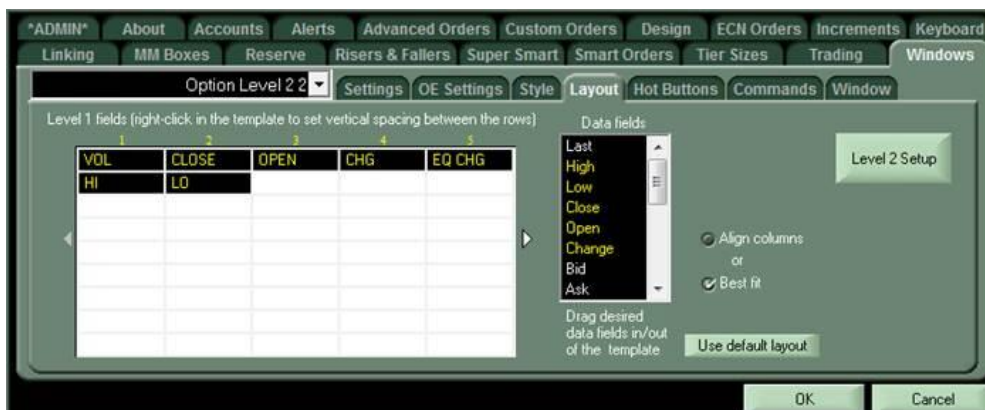 *ADMIN* About Accounts Alerts Advanced Orders Custom Orders Design ECN Orders Increments Keyboard
Linking MM Boxes Reserve Risers & Fallers Super Smart Smart Orders Tier Sizes Trading Windows
Option Level 2 2 Settings OE Settings Style Layout Hot Buttons Commands Window
Level 1 fields (right-click in the template to set vertical spacing between the rows)
1 2 3 4 5
VOL CLOSE OPEN CHG EQ CHG
HI LO
Data fields
Last
High
Low
Close
Open
Change
Bid
Ask
Drag desired
data fields in/out
of the template
Level 2 Setup
Align columns
or
Best fit
Use default layout
OK Cancel